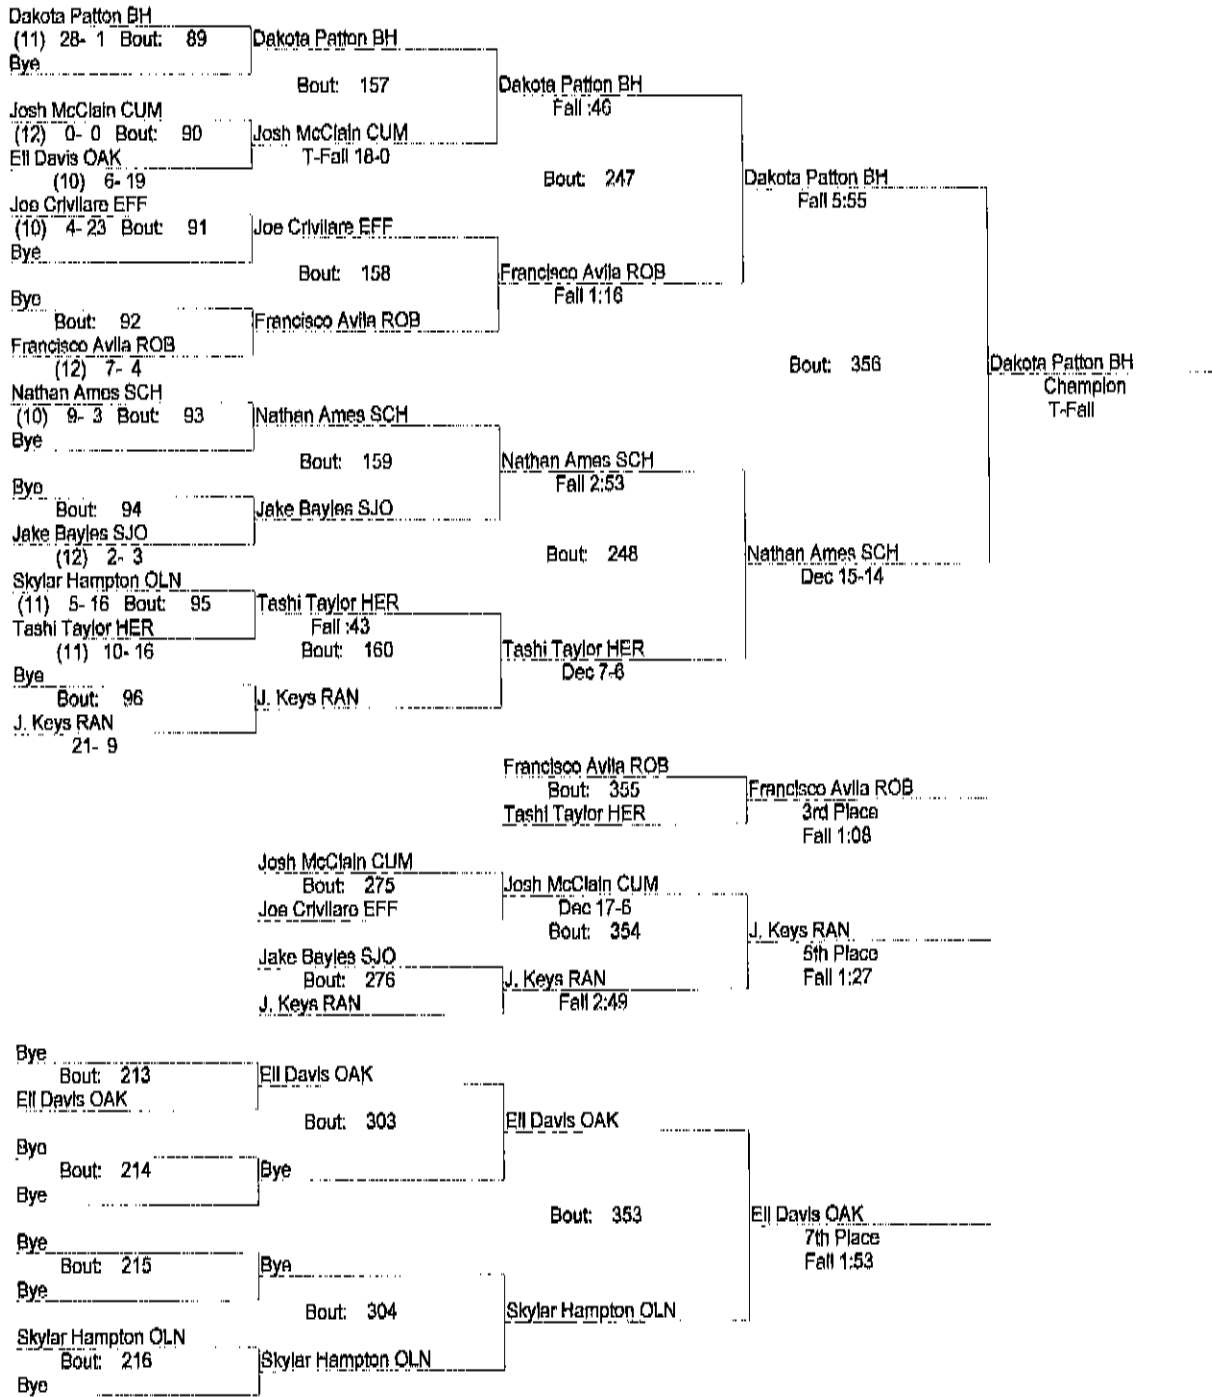 Dakota Patton BH
(11) 28- 1 Bout: 89
Bye
Dakota Patton BH
Bout: 157
Josh McClain CUM
(12) 0- 0 Bout: 90
Eli Davis OAK
(10) 6- 19
Josh McClain CUM
T-Fall 18-0
Dakota Patton BH
Fall :46
Bout: 247
Joe Crivilare EFF
(10) 4- 23 Bout: 91
Bye
Joe Crivilare EFF
Bout: 158
Bye
Bout: 92
Francisco Avila ROB
(12) 7- 4
Francisco Avila ROB
Francisco Avila ROB
Fall 1:16
Dakota Patton BH
Fall 5:55
Bout: 356
Dakota Patton BH
Champion
T-Fall
Nathan Ames SCH
(10) 9- 3 Bout: 93
Bye
Nathan Ames SCH
Bout: 159
Bye
Bout: 94
Jake Bayles SJO
(12) 2- 3
Jake Bayles SJO
Nathan Ames SCH
Fall 2:53
Bout: 248
Skylar Hampton OLN
(11) 5- 16 Bout: 95
Tashi Taylor HER
(11) 10- 16
Tashi Taylor HER
Fall :43
Bout: 160
Bye
Bout: 96
J. Keys RAN
21- 9
J. Keys RAN
Tashi Taylor HER
Dec 7-6
Nathan Ames SCH
Dec 15-14
Francisco Avila ROB
Bout: 355
Tashi Taylor HER
Francisco Avila ROB
3rd Place
Fall 1:08
Josh McClain CUM
Bout: 275
Joe Crivilare EFF
Josh McClain CUM
Dec 17-6
Bout: 354
Jake Bayles SJO
Bout: 276
J. Keys RAN
J. Keys RAN
Fall 2:49
J. Keys RAN
5th Place
Fall 1:27
Bye
Bout: 213
Eli Davis OAK
Eli Davis OAK
Bout: 303
Bye
Bout: 214
Bye
Bye
Eli Davis OAK
Bout: 353
Bye
Bout: 215
Bye
Bye
Bout: 304
Skylar Hampton OLN
Bout: 216
Bye
Skylar Hampton OLN
Skylar Hampton OLN
Eli Davis OAK
7th Place
Fall 1:53